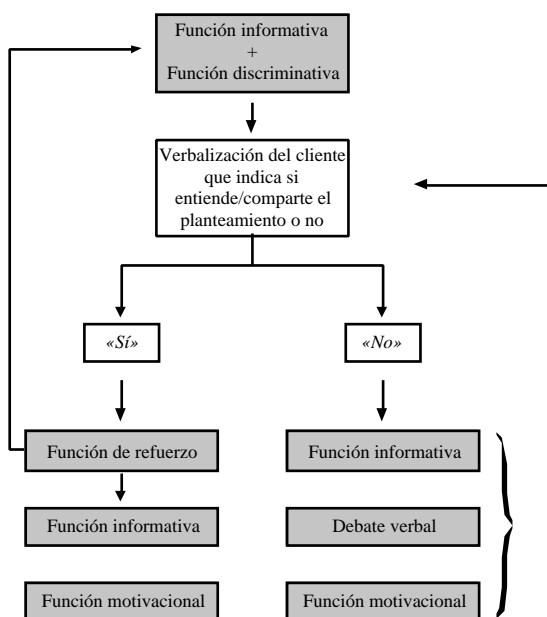 Función informativa
+
Función discriminativa
Verbalización del cliente
que indica si
entiende/comparte el
planteamiento o no
«Sí»
«No»
Función de refuerzo
Función informativa
Función informativa
Debate verbal
Función motivacional
Función motivacional